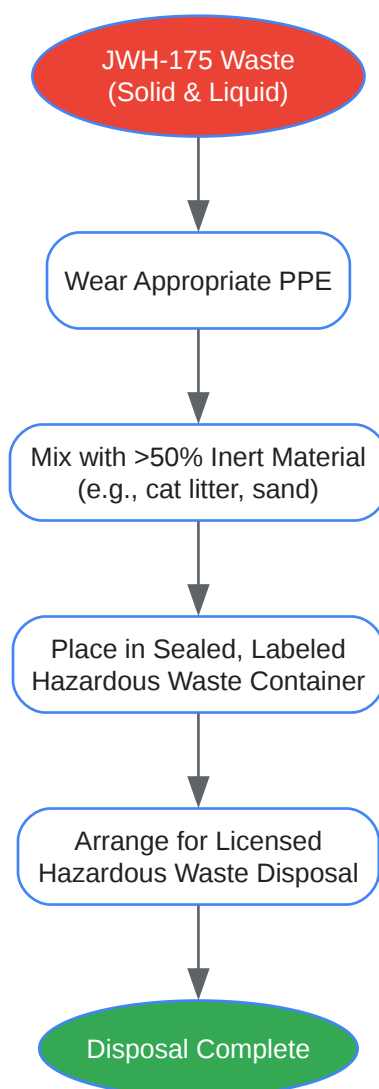 JWH-175 Waste
(Solid & Liquid)
Wear Appropriate PPE
Mix with >50% Inert Material
(e.g., cat litter, sand)
Place in Sealed, Labeled
Hazardous Waste Container
Arrange for Licensed
Hazardous Waste Disposal
Disposal Complete